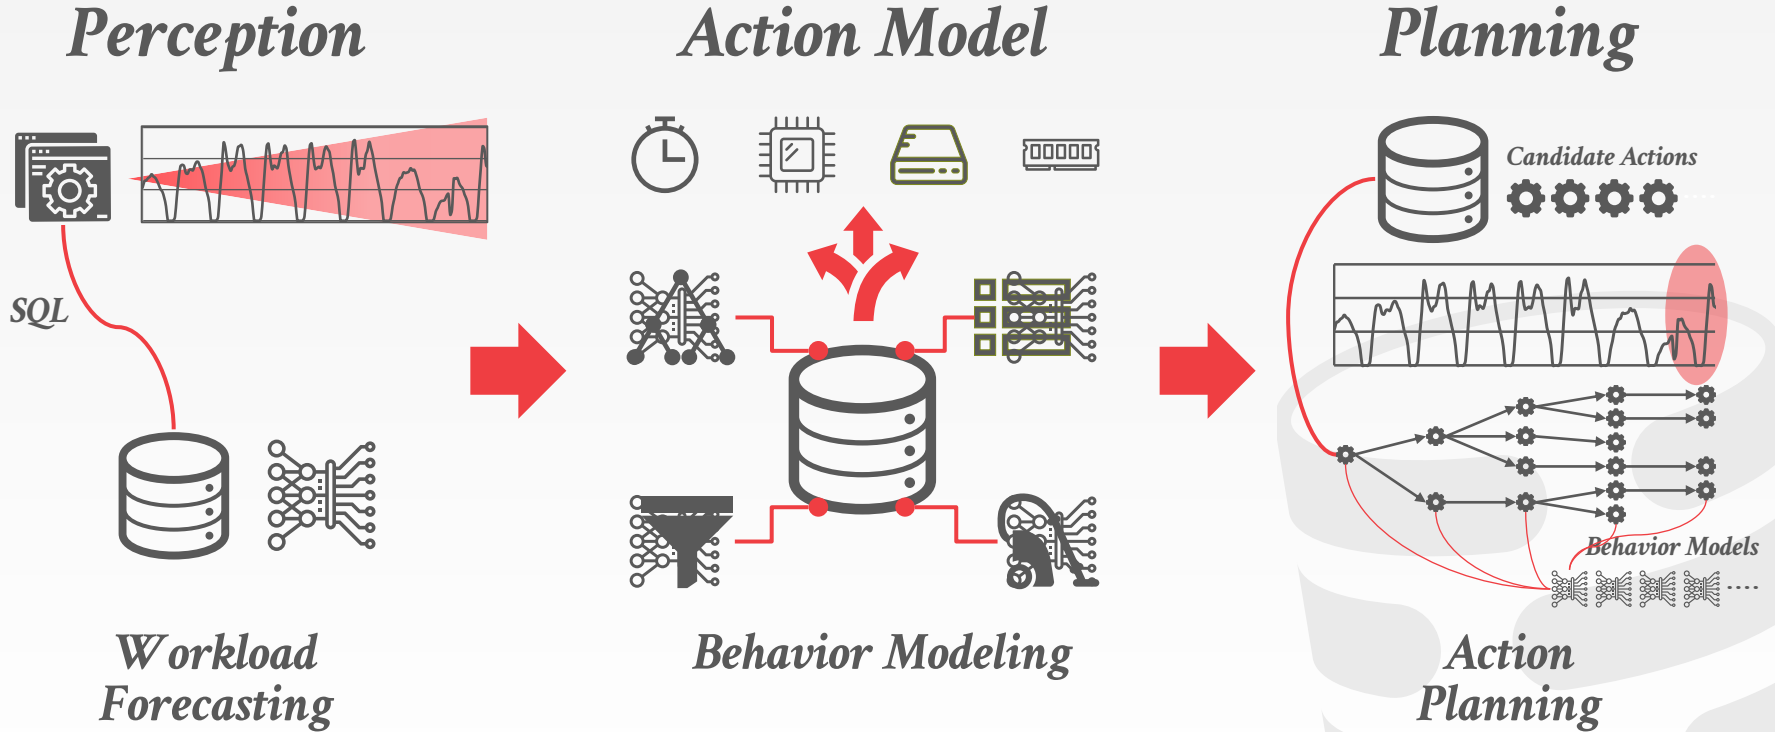 Perception
Action Model
Planning
SQL
Candidate Actions
Behavior Models
....
Workload
Forecasting
Behavior Modeling
Action
Planning